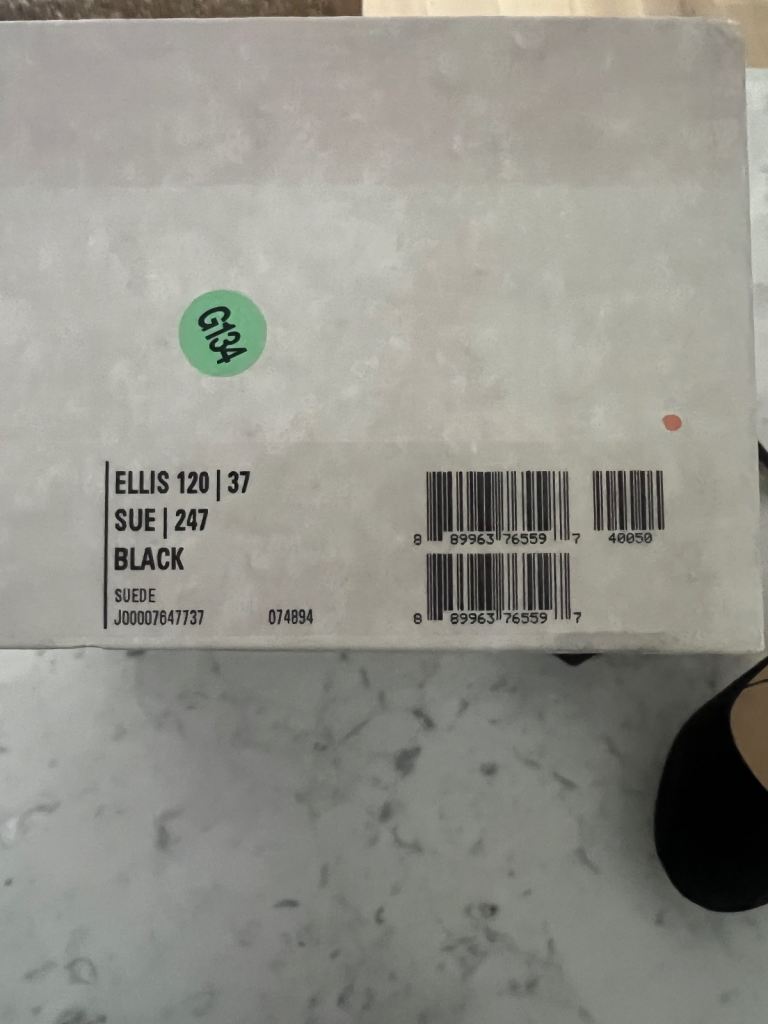 G134
ELLIS 120 | 37
SUE | 247
BLACK
SUEDE
J00007647737 074894
8 89963 76559 7 40050
8 89963 76559 7